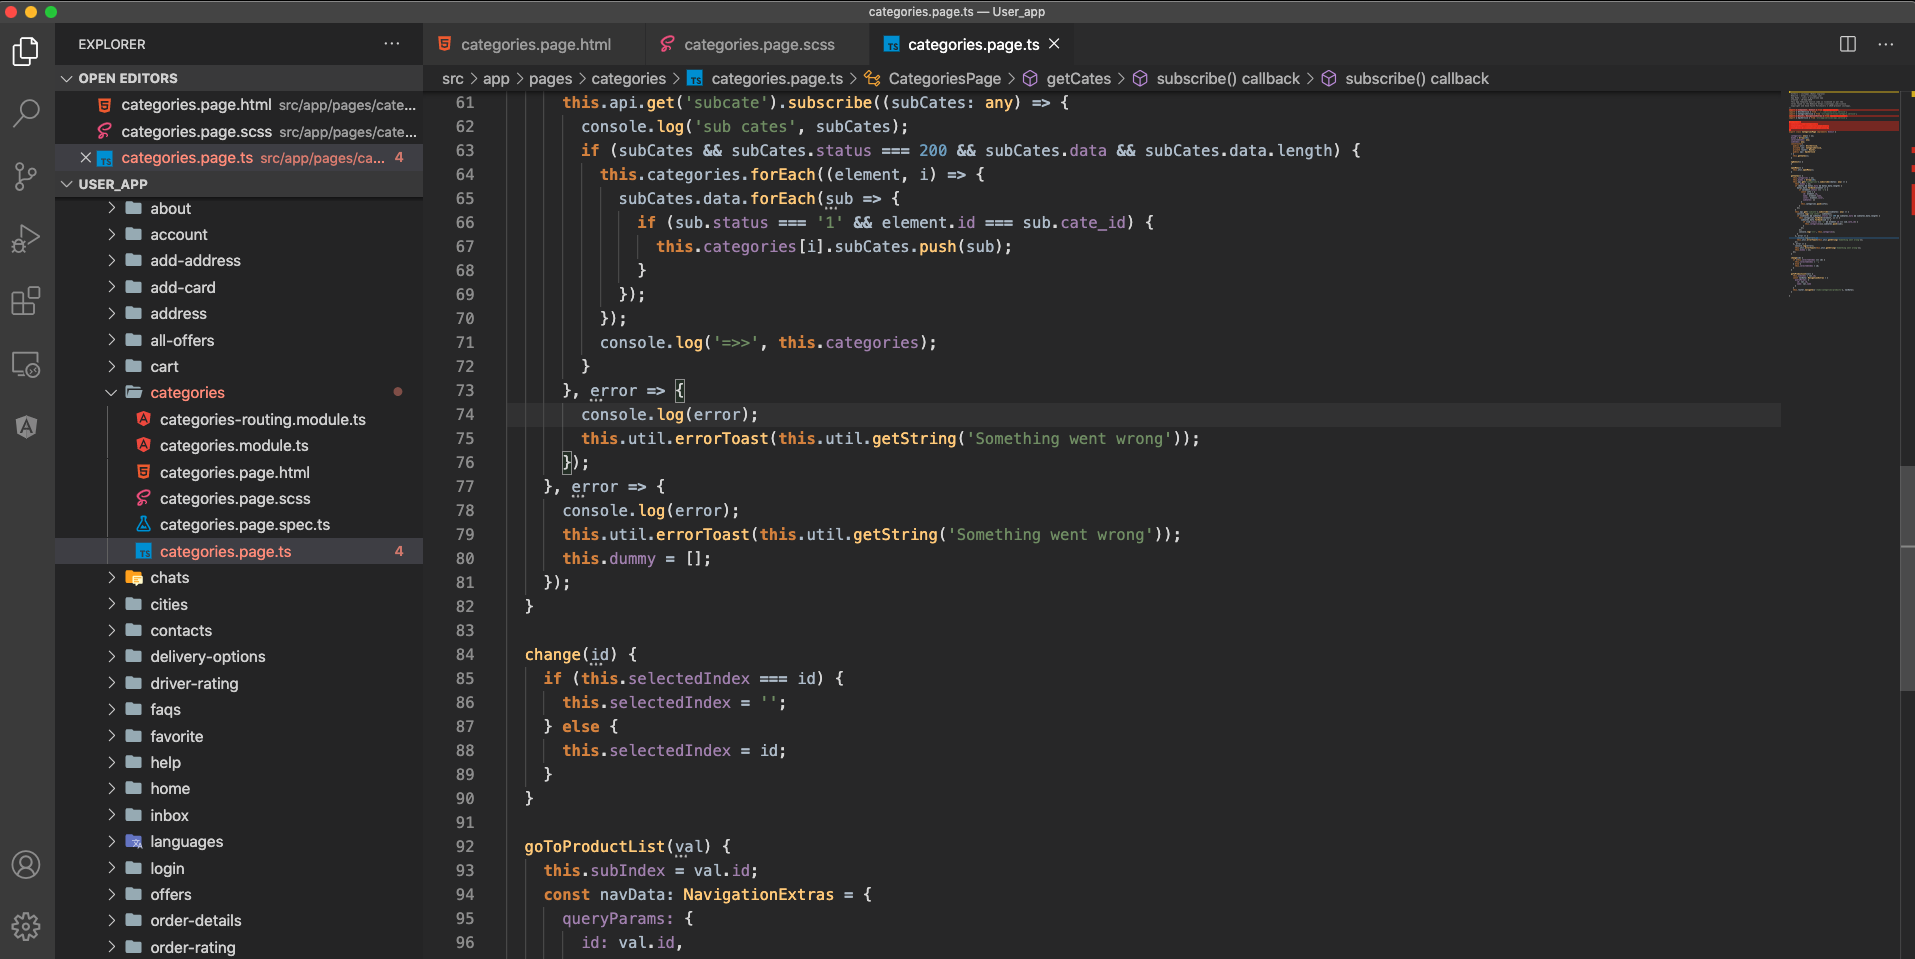 categories.page.ts — User_app
EXPLORER
OPEN EDITORS
categories.page.html src/app/pages/cate...
categories.page.scss src/app/pages/cate...
categories.page.ts src/app/pages/ca... 4
USER_APP
about
account
add-address
add-card
address
all-offers
cart
categories
categories-routing.module.ts
categories.module.ts
categories.page.html
categories.page.scss
categories.page.spec.ts
TS categories.page.ts 4
chats
cities
contacts
delivery-options
driver-rating
faqs
favorite
help
home
inbox
languages
login
offers
order-details
order-rating
categories.page.html categories.page.scss TS categories.page.ts
src > app > pages > categories > TS categories.page.ts > CategoriesPage > getCates > subscribe() callback > subscribe() callback
61 this.api.get('subcate').subscribe((subCates: any) => {
62 console.log('sub cates', subCates);
63 if (subCates && subCates.status === 200 && subCates.data && subCates.data.length) {
64 this.categories.forEach((element, i) => {
65 subCates.data.forEach(sub => {
66 if (sub.status === '1' && element.id === sub.cate_id) {
67 this.categories[i].subCates.push(sub);
68 }
69 });
70 });
71 console.log('=>>', this.categories);
72 }
73 }, error => {
74 console.log(error);
75 this.util.errorToast(this.util.getString('Something went wrong'));
76 });
77 }, error => {
78 console.log(error);
79 this.util.errorToast(this.util.getString('Something went wrong'));
80 this.dummy = [];
81 });
82 }
83
84 change(id) {
85 if (this.selectedIndex === id) {
86 this.selectedIndex = '';
87 } else {
88 this.selectedIndex = id;
89 }
90 }
91
92 goToProductList(val) {
93 this.subIndex = val.id;
94 const navData: NavigationExtras = {
95 queryParams: {
96 id: val.id,